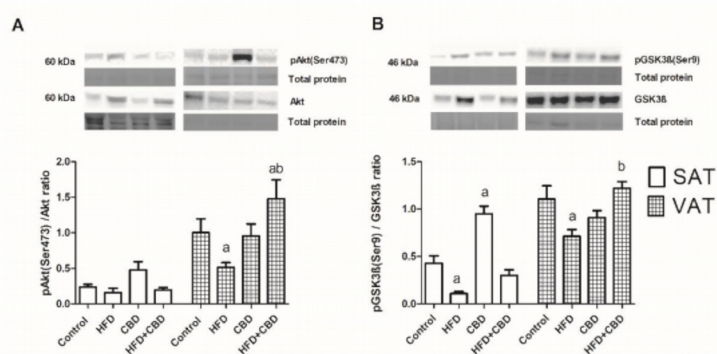 A
60 kDa
pAkt(Ser473)
Total protein
60 kDa
Akt
Total protein
pAkt(Ser473) /Akt ratio
2.0
1.5
1.0
0.5
0.0
a
ab
Control
HFD
CBD
HFD+CBD
Control
HFD
CBD
HFD+CBD
B
46 kDa
pGSK3ß(Ser9)
Total protein
46 kDa
GSK3ß
Total protein
pGSK3ß(Ser9) / GSK3ß ratio
1.5
1.0
0.5
0.0
a
a
a
b
Control
HFD
CBD
HFD+CBD
Control
HFD
CBD
HFD+CBD
SAT
VAT